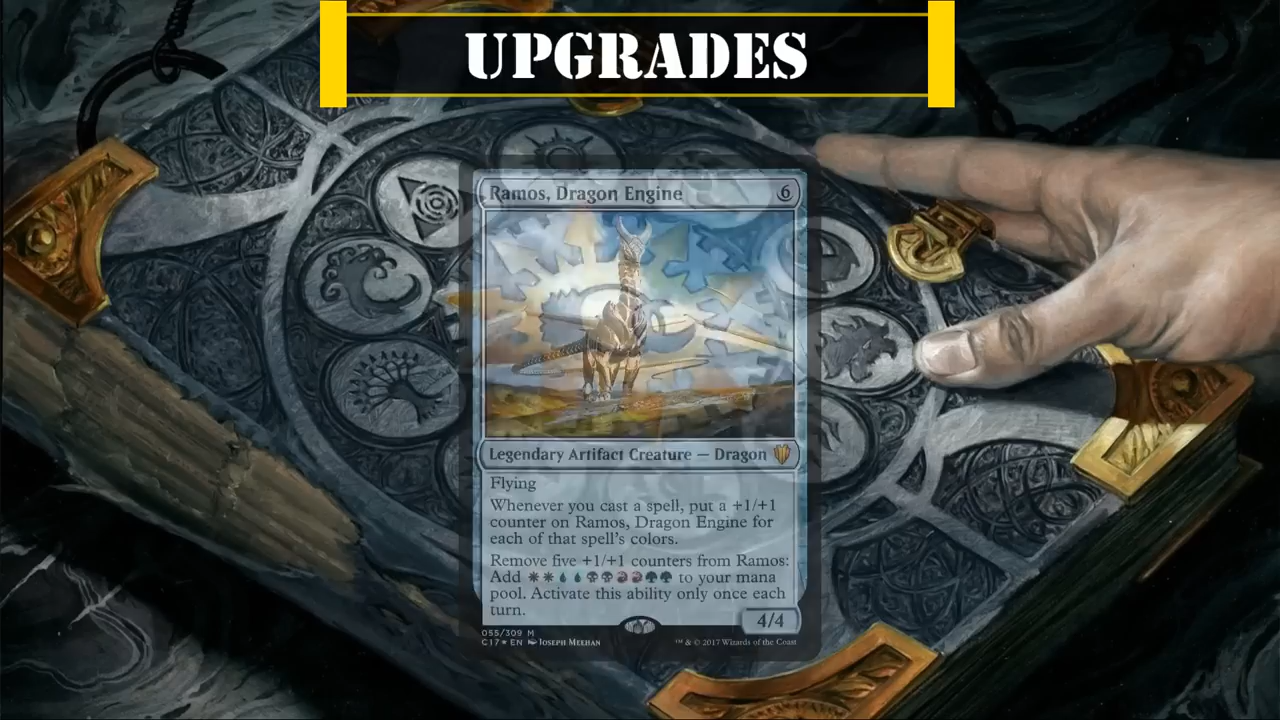 UPGRADES
Ramos, Dragon Engine 6
Legendary Artifact Creature — Dragon
Flying
Whenever you cast a spell, put a +1/+1
counter on Ramos, Dragon Engine for
each of that spell's colors.
Remove five +1/+1 counters from Ramos:
Add to your mana
pool. Activate this ability only once each
turn.
4/4
055/309 M
C17 ★ EN Joseph Meehan
™ & © 2017 Wizards of the Coast